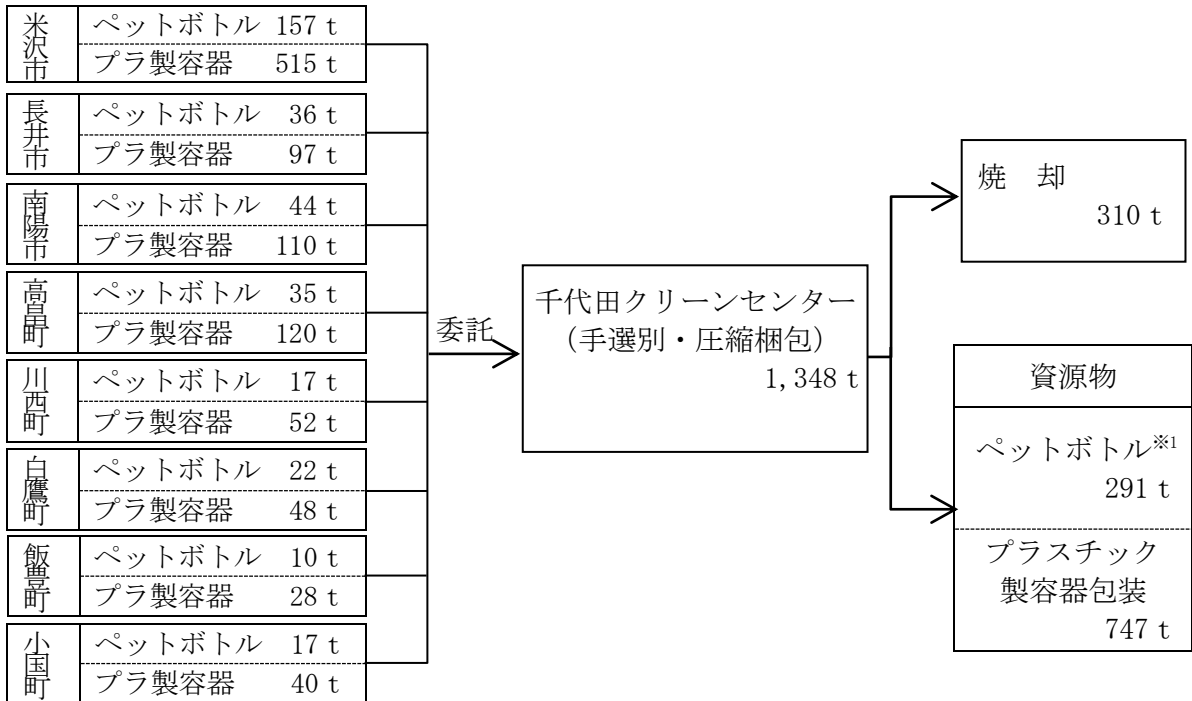 米沢市
ペットボトル 157 t
プラ製容器 515 t
長井市
ペットボトル 36 t
プラ製容器 97 t
南陽市
ペットボトル 44 t
プラ製容器 110 t
高畠町
ペットボトル 35 t
プラ製容器 120 t
川西町
ペットボトル 17 t
プラ製容器 52 t
白鷹町
ペットボトル 22 t
プラ製容器 48 t
飯豊町
ペットボトル 10 t
プラ製容器 28 t
小国町
ペットボトル 17 t
プラ製容器 40 t
委託
千代田クリーンセンター
(手選別・圧縮梱包)
1,348 t
焼 却
310 t
資源物
ペットボトル※1
291 t
プラスチック
製容器包装
747 t